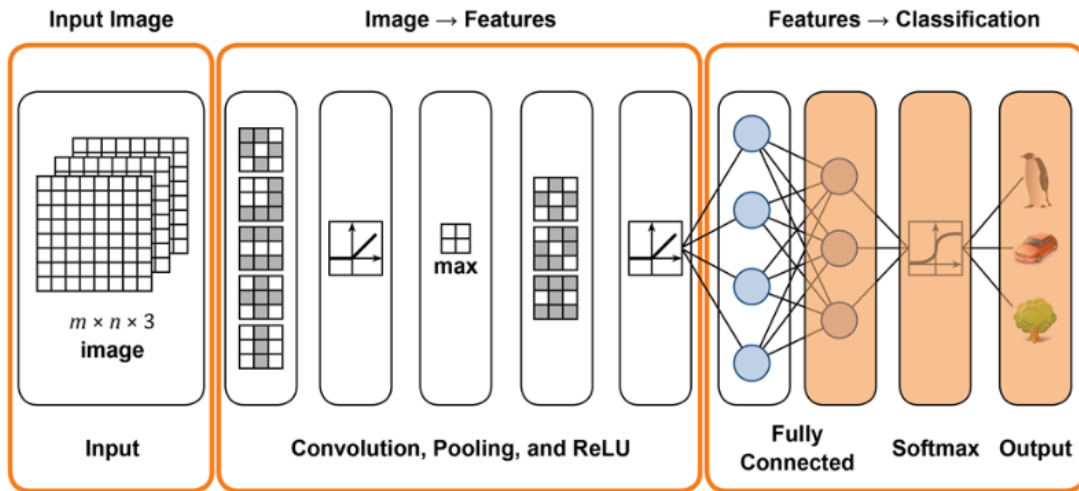 Input Image
Image → Features
Features → Classification
m × n × 3
image
max
Input
Convolution, Pooling, and ReLU
Fully
Connected
Softmax
Output